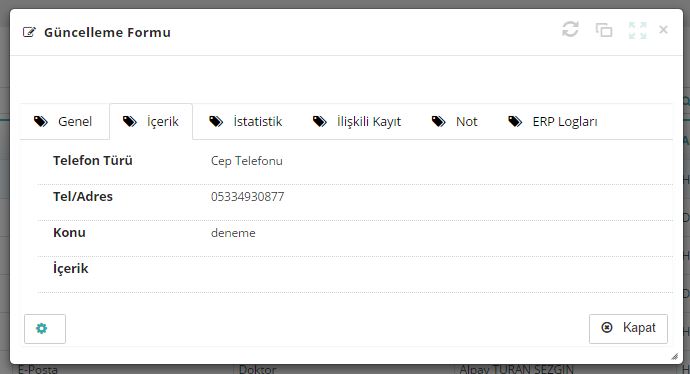 Güncelleme Formu
Genel İçerik İstatistik İlişkili Kayıt Not ERP Logları
Telefon Türü Cep Telefonu
Tel/Adres 05334930877
Konu deneme
İçerik
Kapat
E-Posta Doktor Alpay TURAN SEZGİN